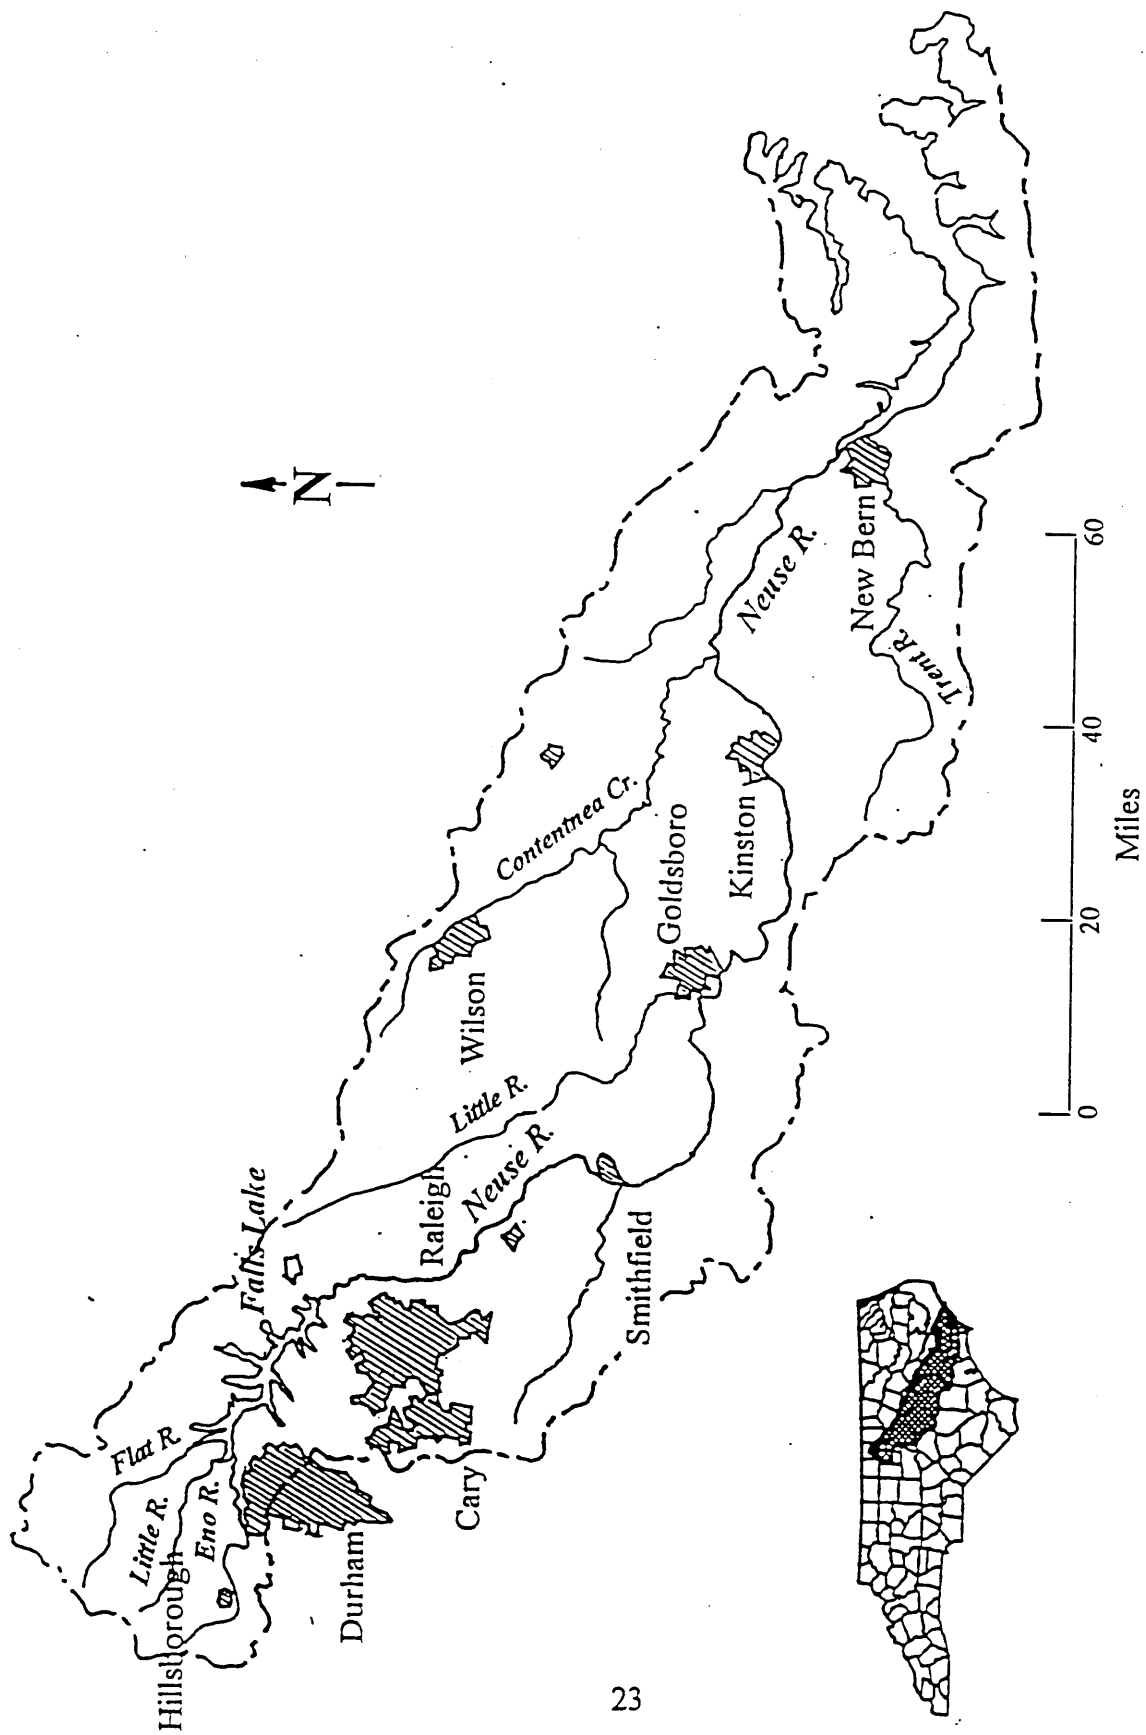 Hillsborough
Little R.
Flat R.
Eno R.
Durham
Falls Lake
Cary
Raleigh
Neuse R.
Little R.
Smithfield
Wilson
Contentnea Cr.
Goldsboro
Kinston
Neuse R.
New Bern
Trent R.
N
0 20 40 60
Miles
23